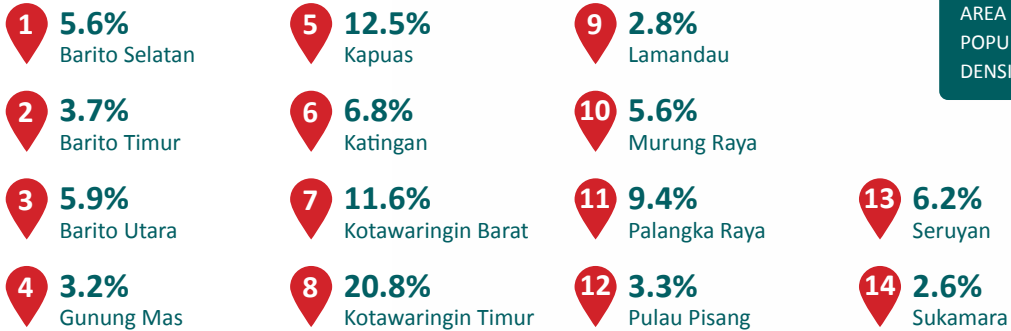 1 5.6%
Barito Selatan
2 3.7%
Barito Timur
3 5.9%
Barito Utara
4 3.2%
Gunung Mas
5 12.5%
Kapuas
6 6.8%
Katingan
7 11.6%
Kotawaringin Barat
8 20.8%
Kotawaringin Timur
9 2.8%
Lamandau
10 5.6%
Murung Raya
11 9.4%
Palangka Raya
12 3.3%
Pulau Pisang
13 6.2%
Seruyan
14 2.6%
Sukamara
AREA
POPU
DENSI